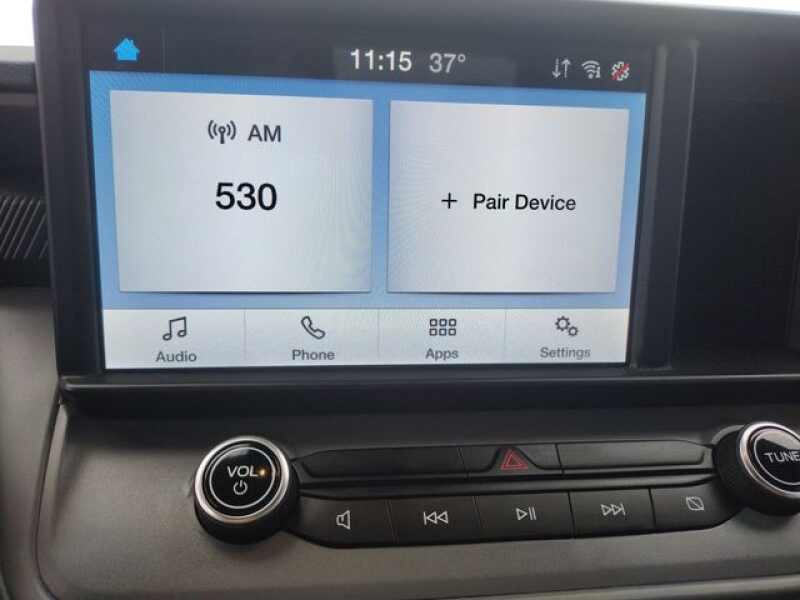 11:15 37°
AM
530
+ Pair Device
Audio
Phone
Apps
Settings
VOL
TUNE